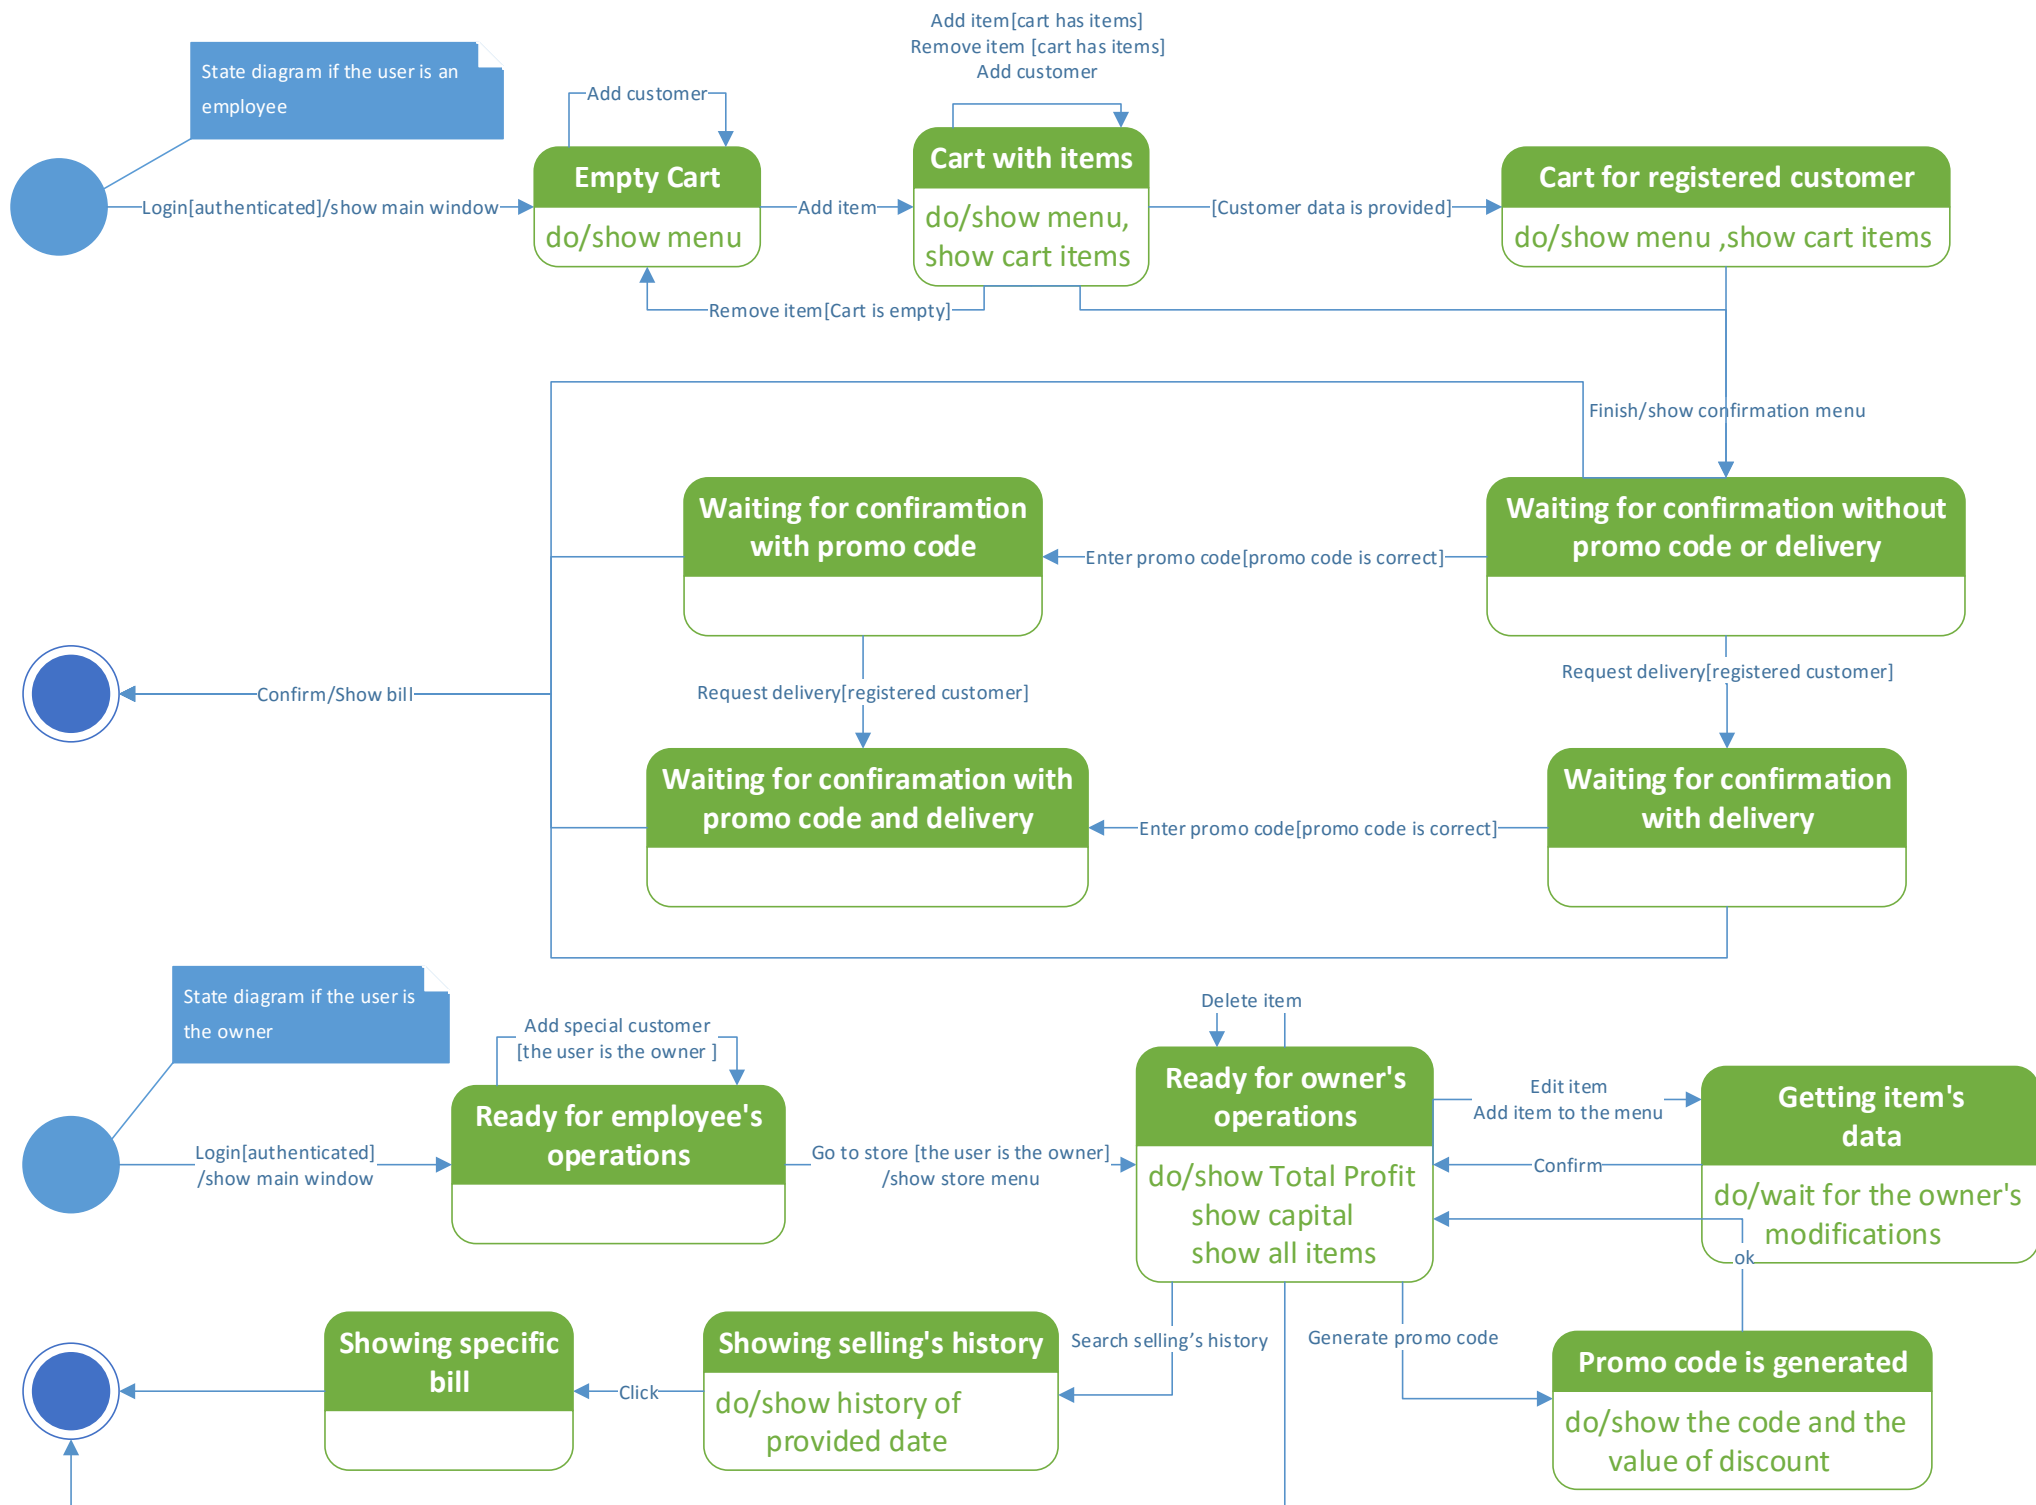 Add item[cart has items]
Remove item [cart has items]
Add customer
State diagram if the user is an
employee
Add customer
Empty Cart
do/show menu
Cart with items
do/show menu,
show cart items
Cart for registered customer
do/show menu ,show cart items
Login[authenticated]/show main window
Add item
[Customer data is provided]
Remove item[Cart is empty]
Finish/show confirmation menu
Waiting for confiramtion
with promo code
Enter promo code[promo code is correct]
Waiting for confirmation without
promo code or delivery
Confirm/Show bill
Request delivery[registered customer]
Request delivery[registered customer]
Waiting for confiramation with
promo code and delivery
Enter promo code[promo code is correct]
Waiting for confirmation
with delivery
State diagram if the user is
the owner
Add special customer
[the user is the owner ]
Delete item
Login[authenticated]
/show main window
Ready for employee's
operations
Go to store [the user is the owner]
/show store menu
Ready for owner's
operations
do/show Total Profit
show capital
show all items
Edit item
Add item to the menu
Confirm
Getting item's
data
do/wait for the owner's
modifications
ok
Showing specific
bill
Click
Showing selling's history
do/show history of
provided date
Search selling’s history
Generate promo code
Promo code is generated
do/show the code and the
value of discount